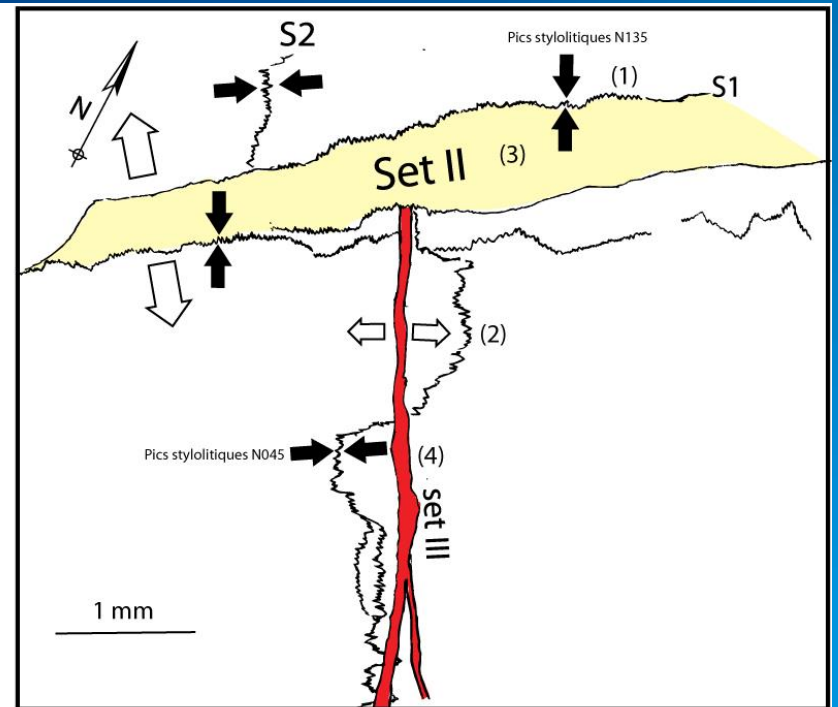 S2
Pics stylolitiques N135
(1)
S1
N
Set II
(3)
(2)
Pics stylolitiques N045
(4)
set III
1 mm